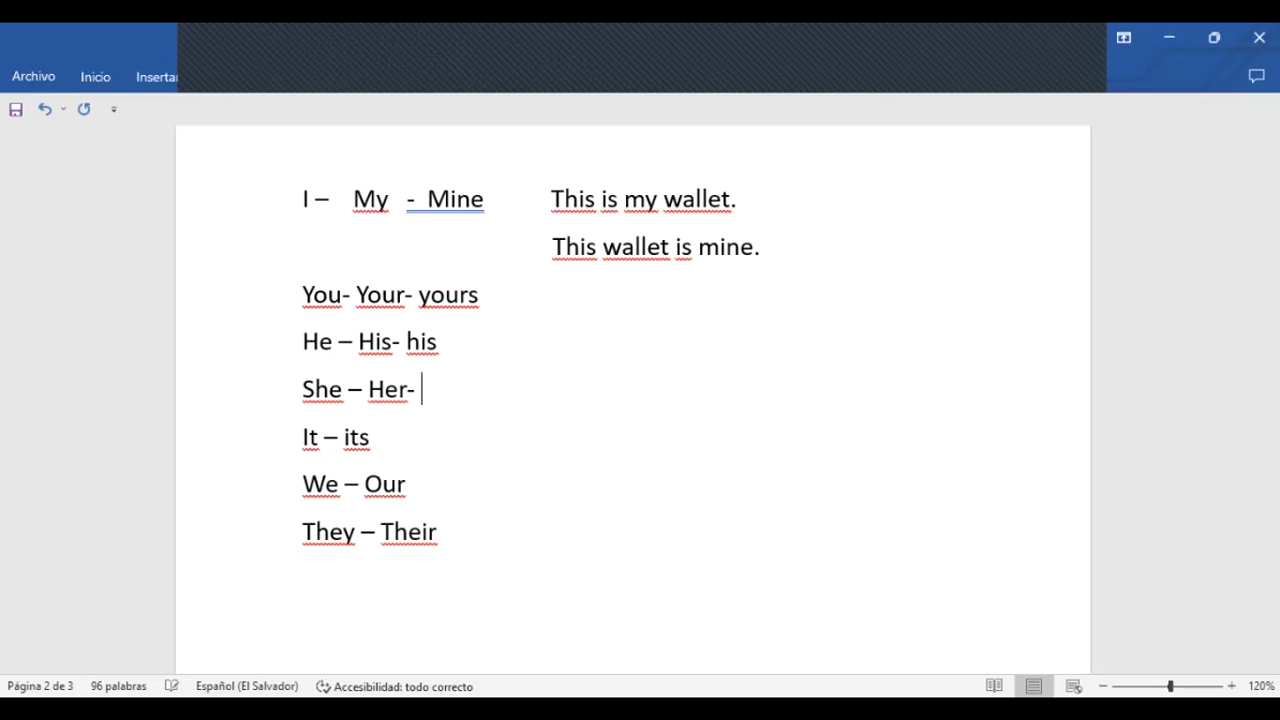 Archivo Inicio Insertar
I – My - Mine This is my wallet.
This wallet is mine.
You- Your- yours
He – His- his
She – Her-
It – its
We – Our
They – Their
Página 2 de 3 96 palabras Español (El Salvador) Accesibilidad: todo correcto 120%